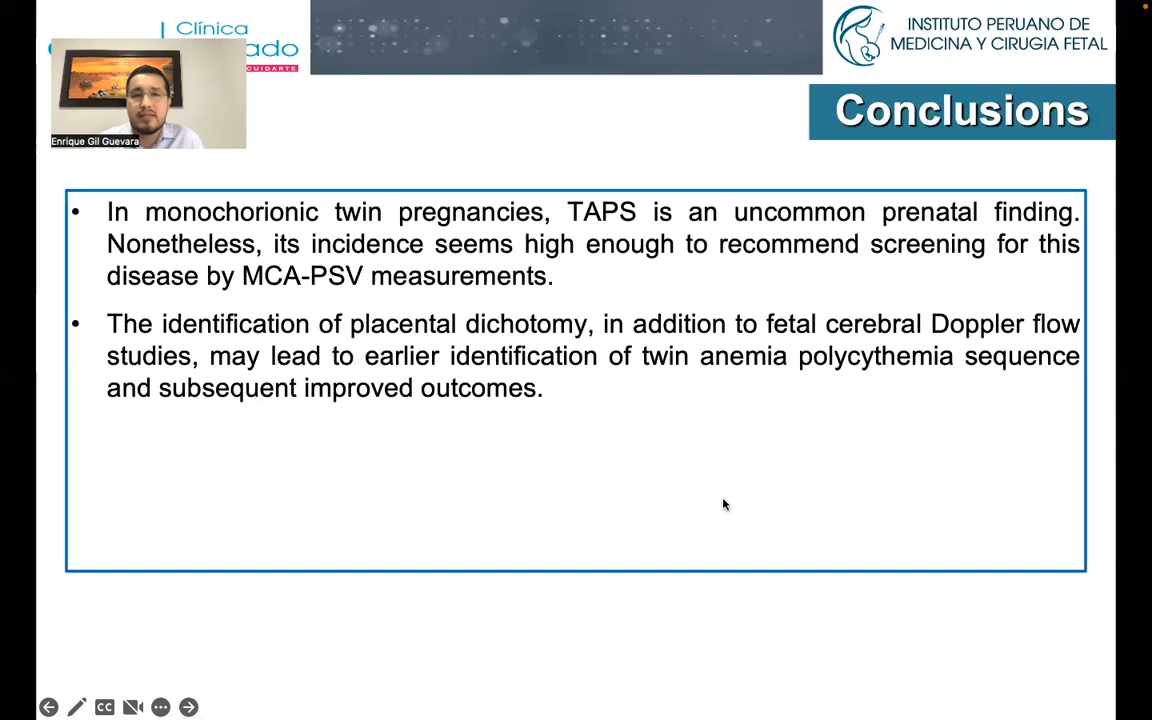 Clínica
ado
CUIDARTE
INSTITUTO PERUANO DE
MEDICINA Y CIRUGIA FETAL
Enrique Gil Guevara
Conclusions
• In monochorionic twin pregnancies, TAPS is an uncommon prenatal finding.
Nonetheless, its incidence seems high enough to recommend screening for this
disease by MCA-PSV measurements.
• The identification of placental dichotomy, in addition to fetal cerebral Doppler flow
studies, may lead to earlier identification of twin anemia polycythemia sequence
and subsequent improved outcomes.
CC